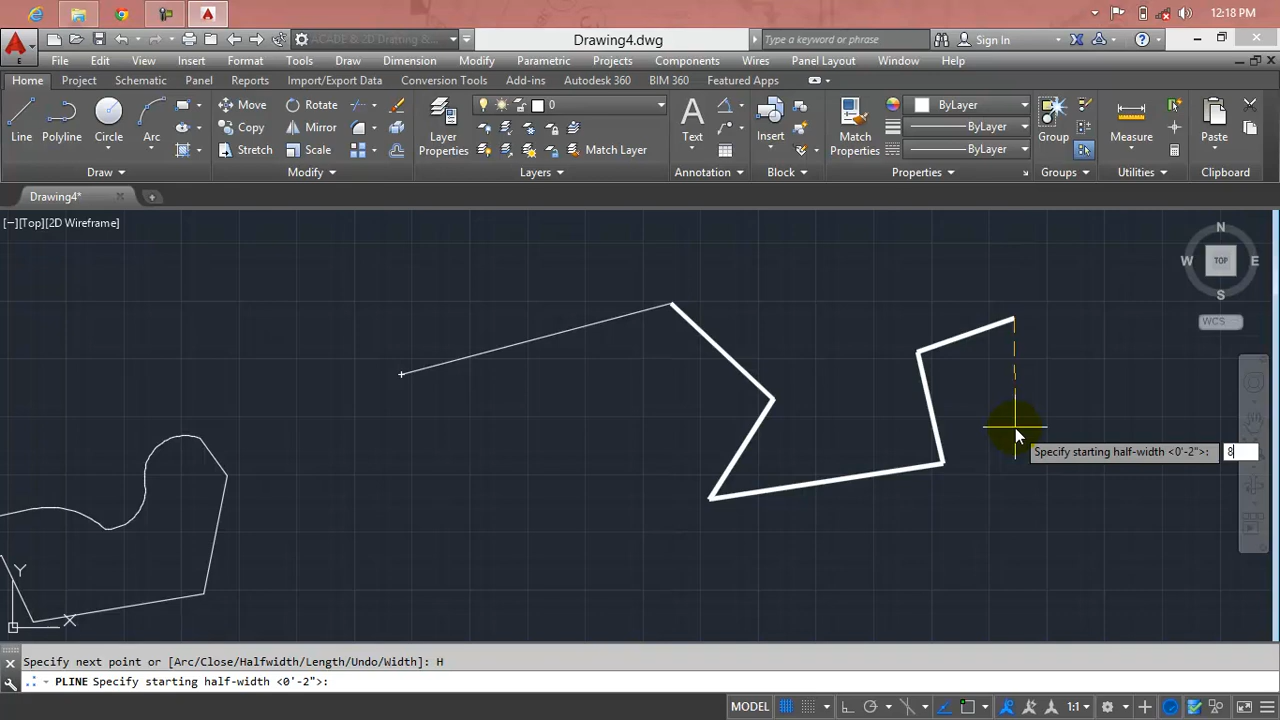 12:18 PM
ACADE & 2D Drafting &
Drawing4.dwg
Type a keyword or phrase
Sign In
File Edit View Insert Format Tools Draw Dimension Modify Parametric Projects Components Wires Panel Layout Window Help
Home Project Schematic Panel Reports Import/Export Data Conversion Tools Add-ins Autodesk 360 BIM 360 Featured Apps
Line Polyline Circle Arc
Move Rotate
Copy Mirror
Stretch Scale
Layer Properties
0
Match Layer
Text
Insert
Match Properties
ByLayer
ByLayer
ByLayer
Group
Measure
Paste
Draw Modify Layers Annotation Block Properties Groups Utilities Clipboard
Drawing4*
[−][Top][2D Wireframe]
N
W TOP E
S
WCS
Specify starting half-width <0'-2">: 8
Y
X
Specify next point or [Arc/Close/Halfwidth/Length/Undo/Width]: H
PLINE Specify starting half-width <0'-2">:
MODEL
1:1